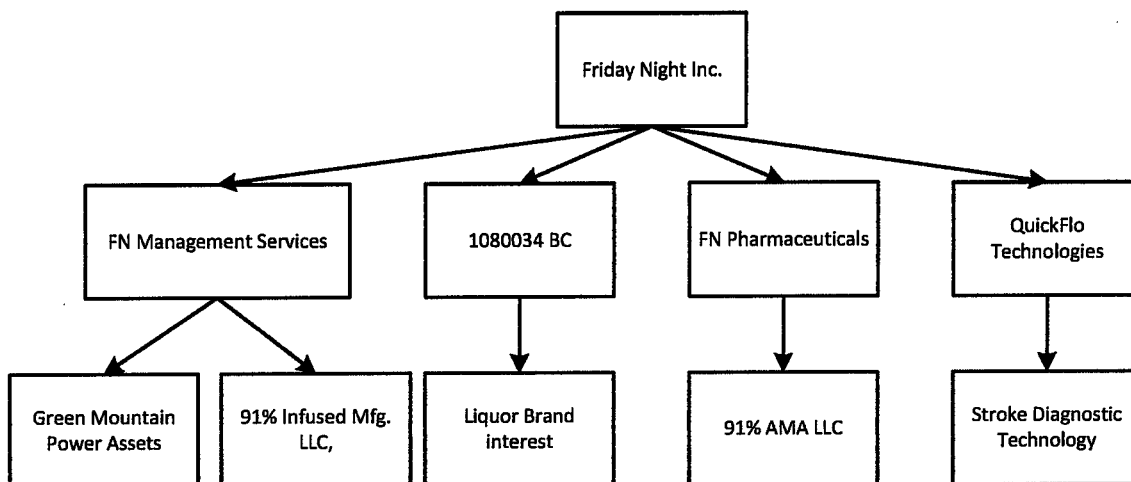 Friday Night Inc.
FN Management Services
1080034 BC
FN Pharmaceuticals
QuickFlo
Technologies
Green Mountain
Power Assets
91% Infused Mfg.
LLC,
Liquor Brand
interest
91% AMA LLC
Stroke Diagnostic
Technology